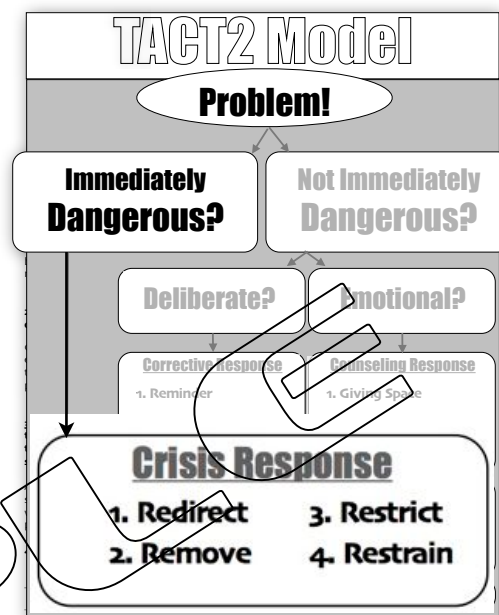 TACT2 Model
Problem!
Immediately
Dangerous?
Not Immediately
Dangerous?
Deliberate?
Emotional?
Corrective Response
1. Reminder
Counseling Response
1. Giving Space
Crisis Response
1. Redirect
2. Remove
3. Restrict
4. Restrain